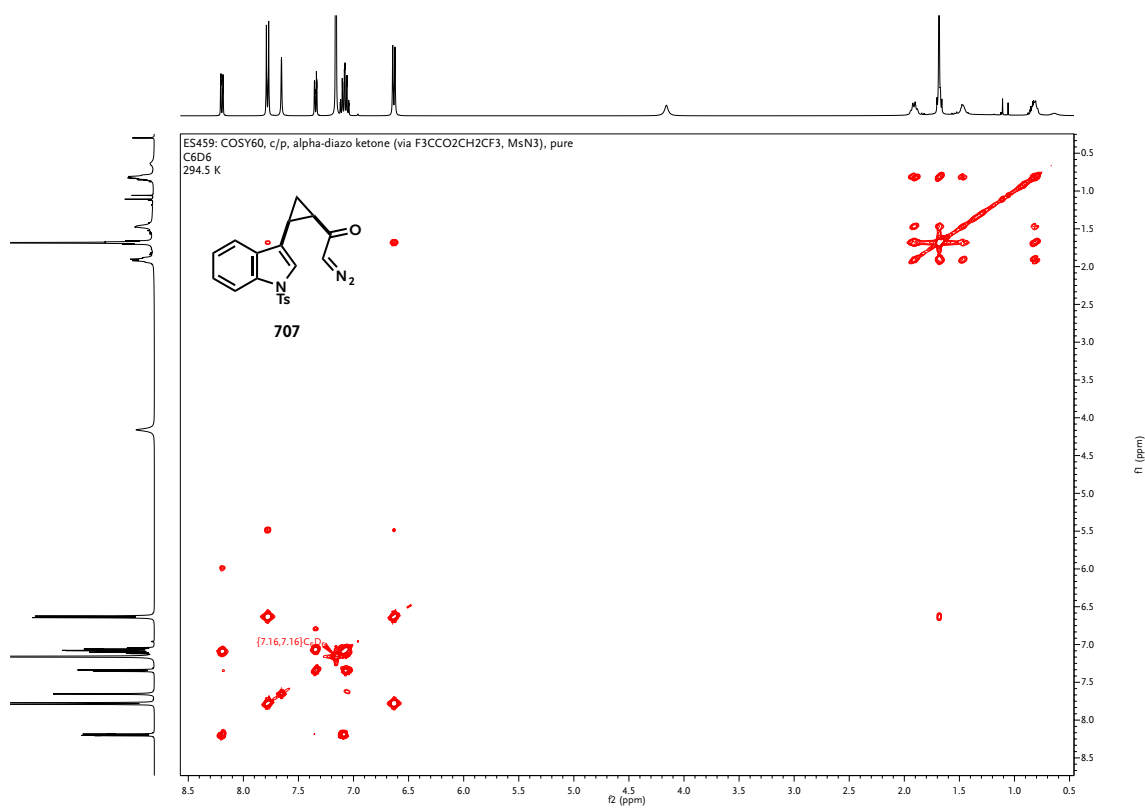 ES459: COSY60, c/p, alpha-diazo ketone (via F3CCO2CH2CF3, MsN3), pure
C6D6
294.5 K
O
N2
N
Ts
707
{7.16,7.16}C6D6
0.5
1.0
1.5
2.0
2.5
3.0
3.5
4.0
4.5
5.0
5.5
6.0
6.5
7.0
7.5
8.0
8.5
f1 (ppm)
8.5 8.0 7.5 7.0 6.5 6.0 5.5 5.0 4.5 4.0 3.5 3.0 2.5 2.0 1.5 1.0 0.5
f2 (ppm)